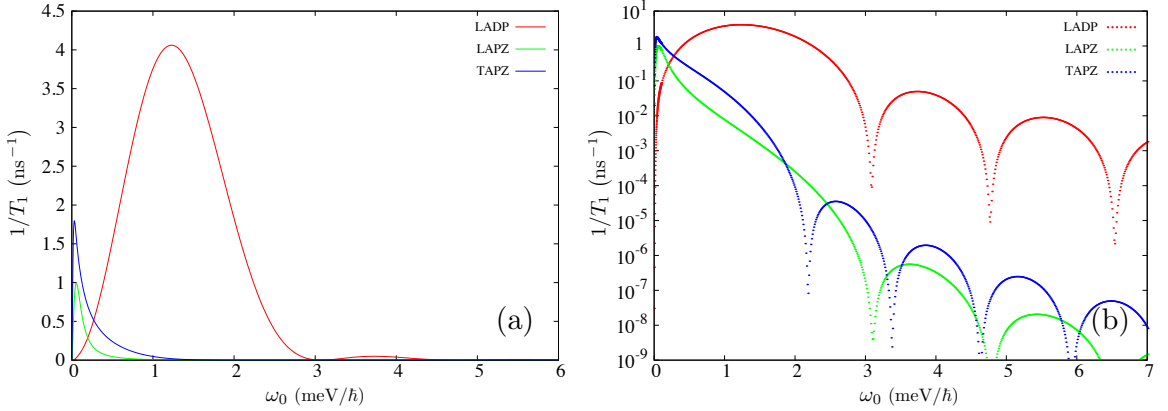 4.5
4
3.5
3
2.5
2
1.5
1
0.5
0
0 1 2 3 4 5 6
1/T₁ (ns⁻¹)
ω₀ (meV/ħ)
LADP
LAPZ
TAPZ
(a)
10¹
1
10⁻¹
10⁻²
10⁻³
10⁻⁴
10⁻⁵
10⁻⁶
10⁻⁷
10⁻⁸
10⁻⁹
0 1 2 3 4 5 6 7
1/T₁ (ns⁻¹)
ω₀ (meV/ħ)
LADP
LAPZ
TAPZ
(b)